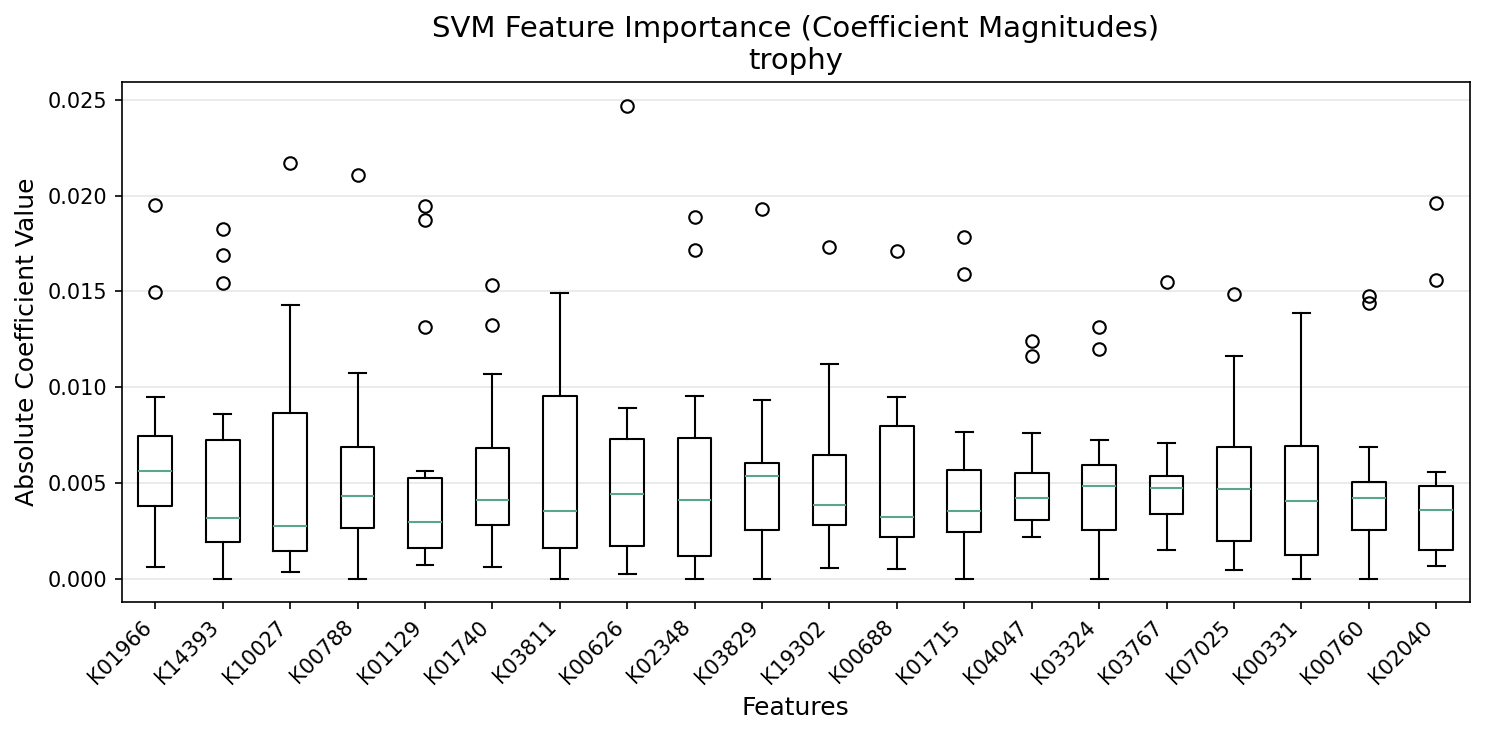 SVM Feature Importance (Coefficient Magnitudes)
trophy
Absolute Coefficient Value
0.025
0.020
0.015
0.010
0.005
0.000
K01966
K14393
K10027
K00788
K01129
K01740
K03811
K00626
K02348
K03829
K19302
K00688
K01715
K04047
K03324
K03767
K07025
K00331
K00760
K02040
Features